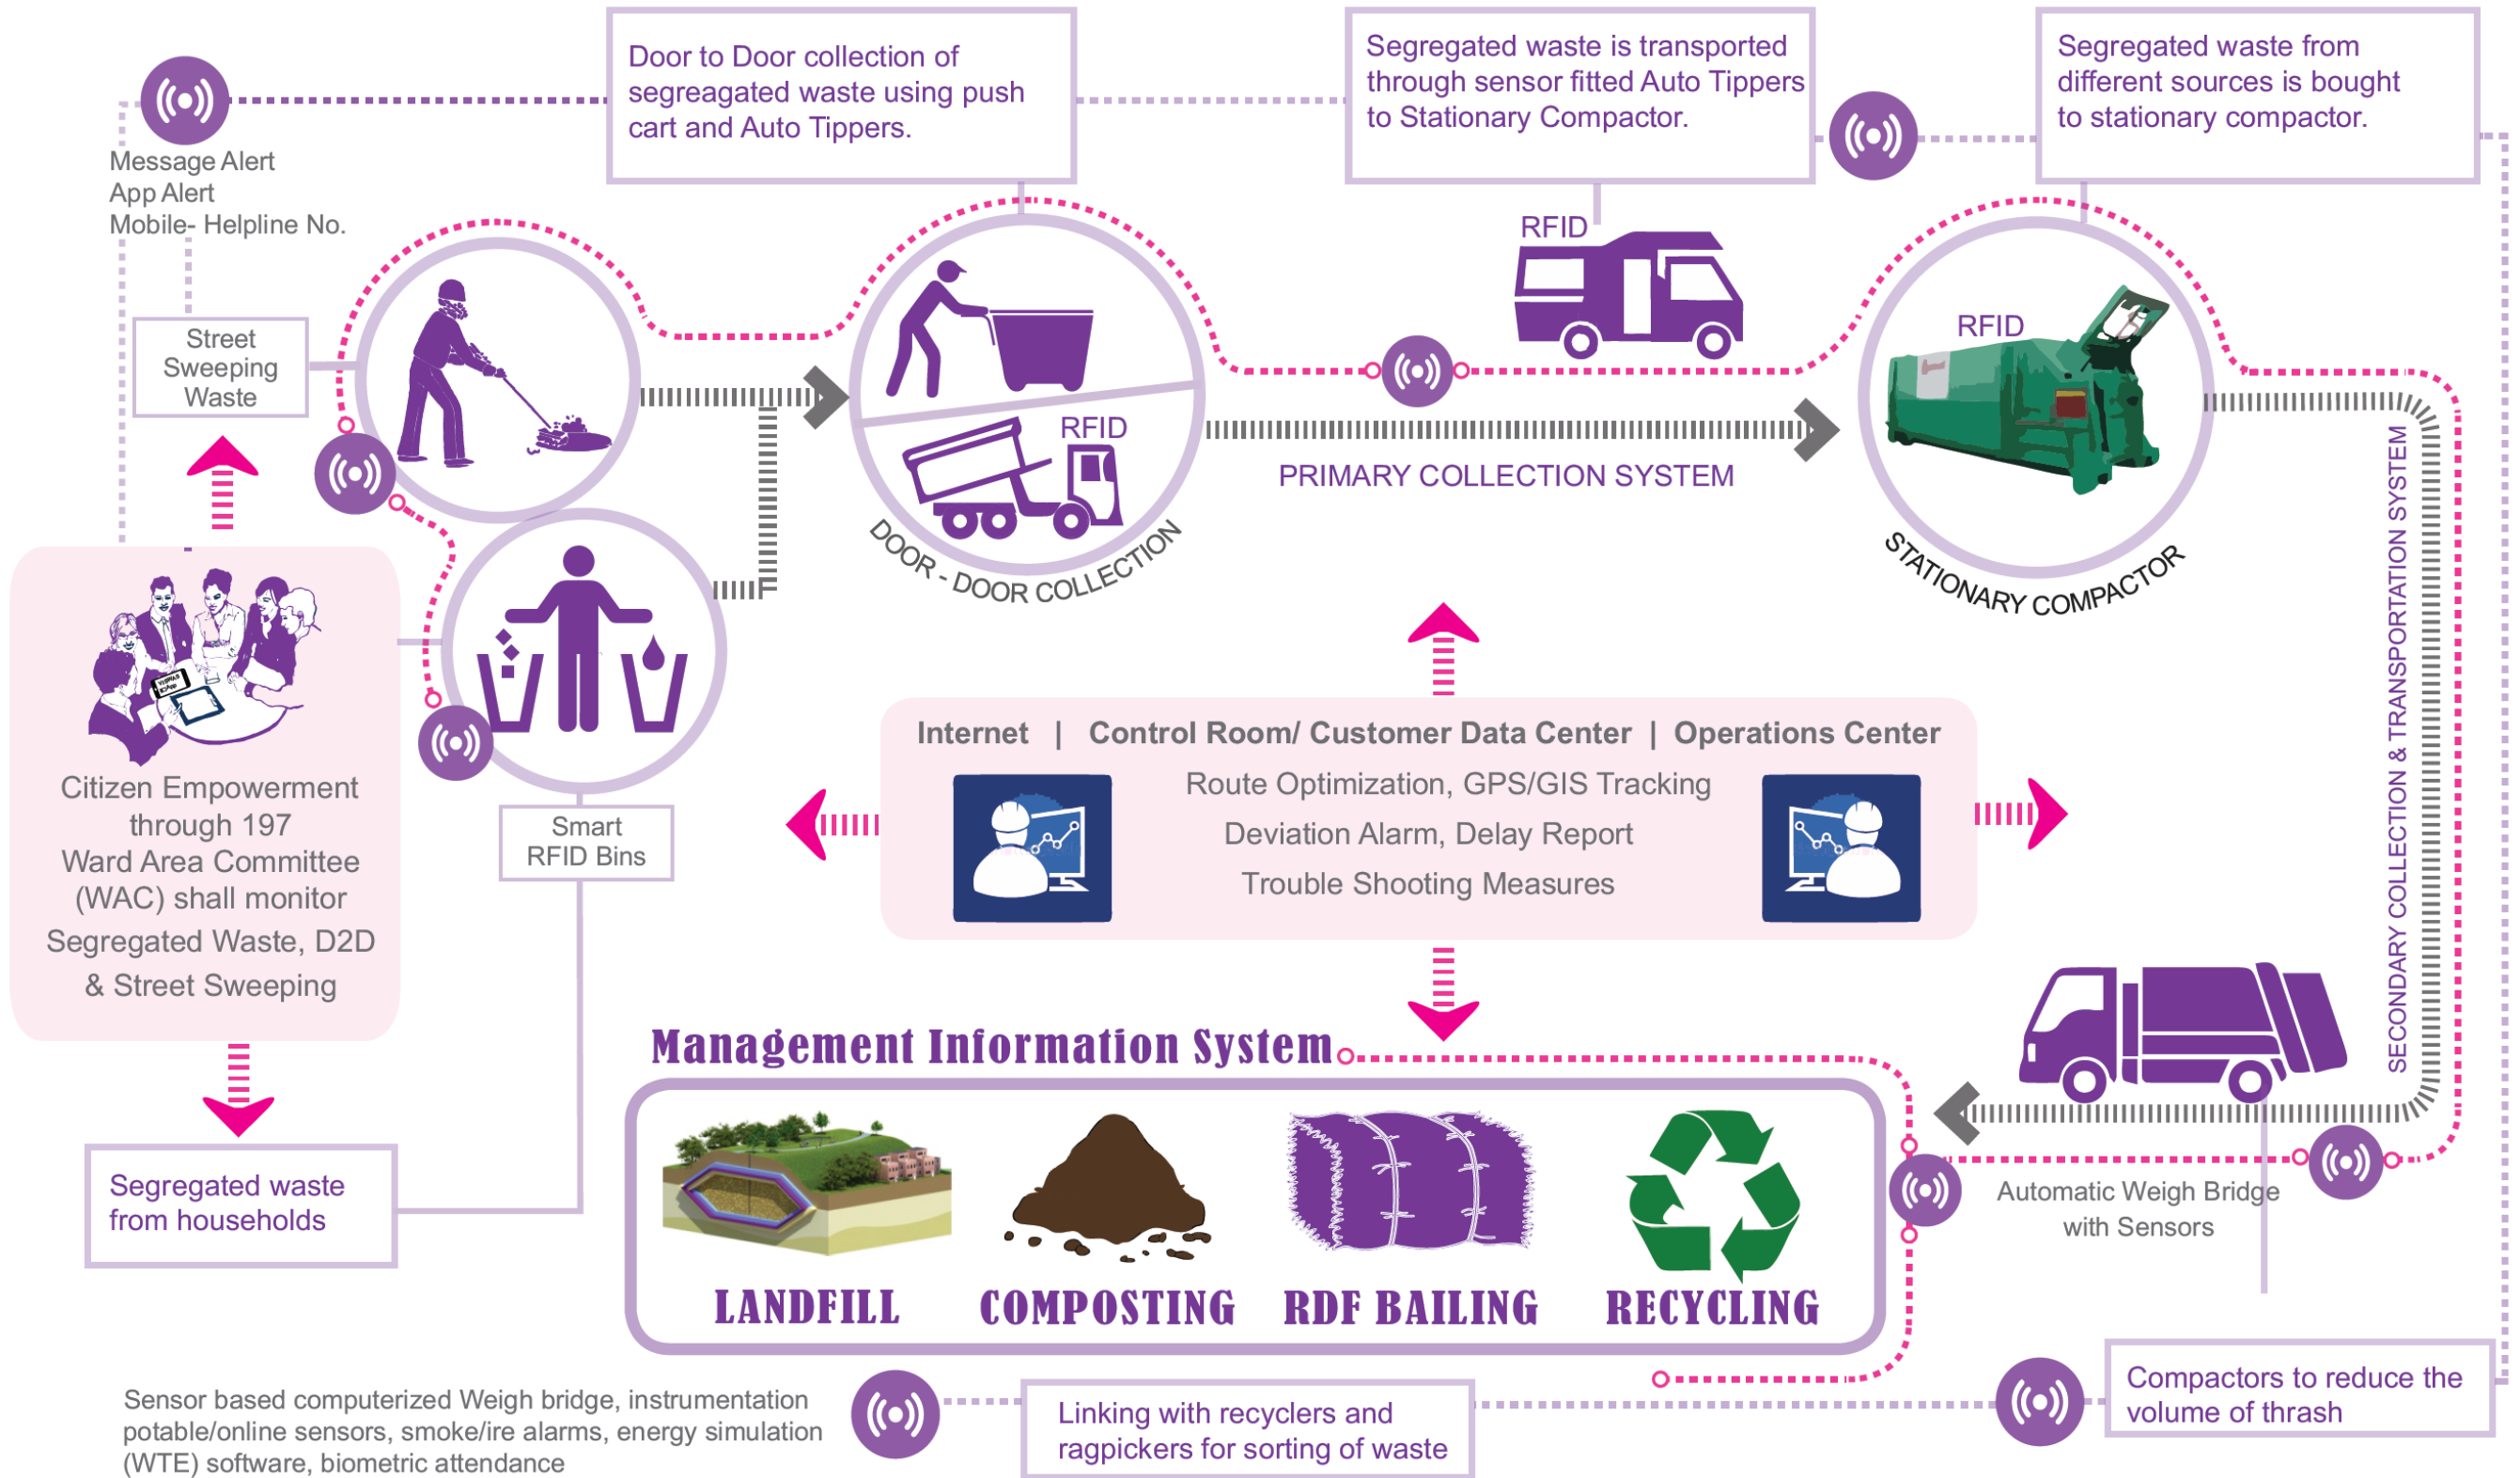 Door to Door collection of
segreagated waste using push
cart and Auto Tippers.
Segregated waste is transported
through sensor fitted Auto Tippers
to Stationary Compactor.
Segregated waste from
different sources is bought
to stationary compactor.
Message Alert
App Alert
Mobile- Helpline No.
Street
Sweeping
Waste
RFID
RFID
RFID
DOOR - DOOR COLLECTION
PRIMARY COLLECTION SYSTEM
STATIONARY COMPACTOR
SECONDARY COLLECTION & TRANSPORTATION SYSTEM
Citizen Empowerment
through 197
Ward Area Committee
(WAC) shall monitor
Segregated Waste, D2D
& Street Sweeping
Smart
RFID Bins
Internet | Control Room/ Customer Data Center | Operations Center
Route Optimization, GPS/GIS Tracking
Deviation Alarm, Delay Report
Trouble Shooting Measures
Management Information System
Segregated waste
from households
LANDFILL
COMPOSTING
RDF BAILING
RECYCLING
Automatic Weigh Bridge
with Sensors
Sensor based computerized Weigh bridge, instrumentation
potable/online sensors, smoke/ire alarms, energy simulation
(WTE) software, biometric attendance
Linking with recyclers and
ragpickers for sorting of waste
Compactors to reduce the
volume of thrash